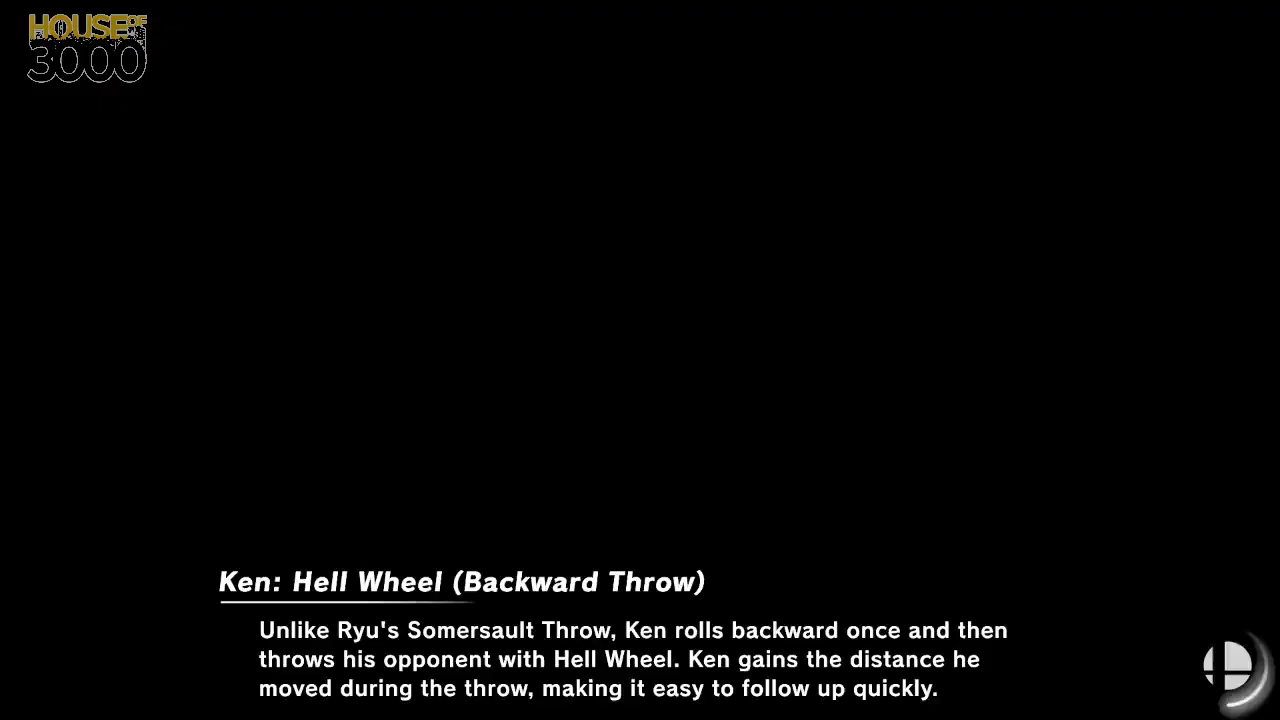 HOUSE OF
3000
Ken: Hell Wheel (Backward Throw)
Unlike Ryu's Somersault Throw, Ken rolls backward once and then
throws his opponent with Hell Wheel. Ken gains the distance he
moved during the throw, making it easy to follow up quickly.